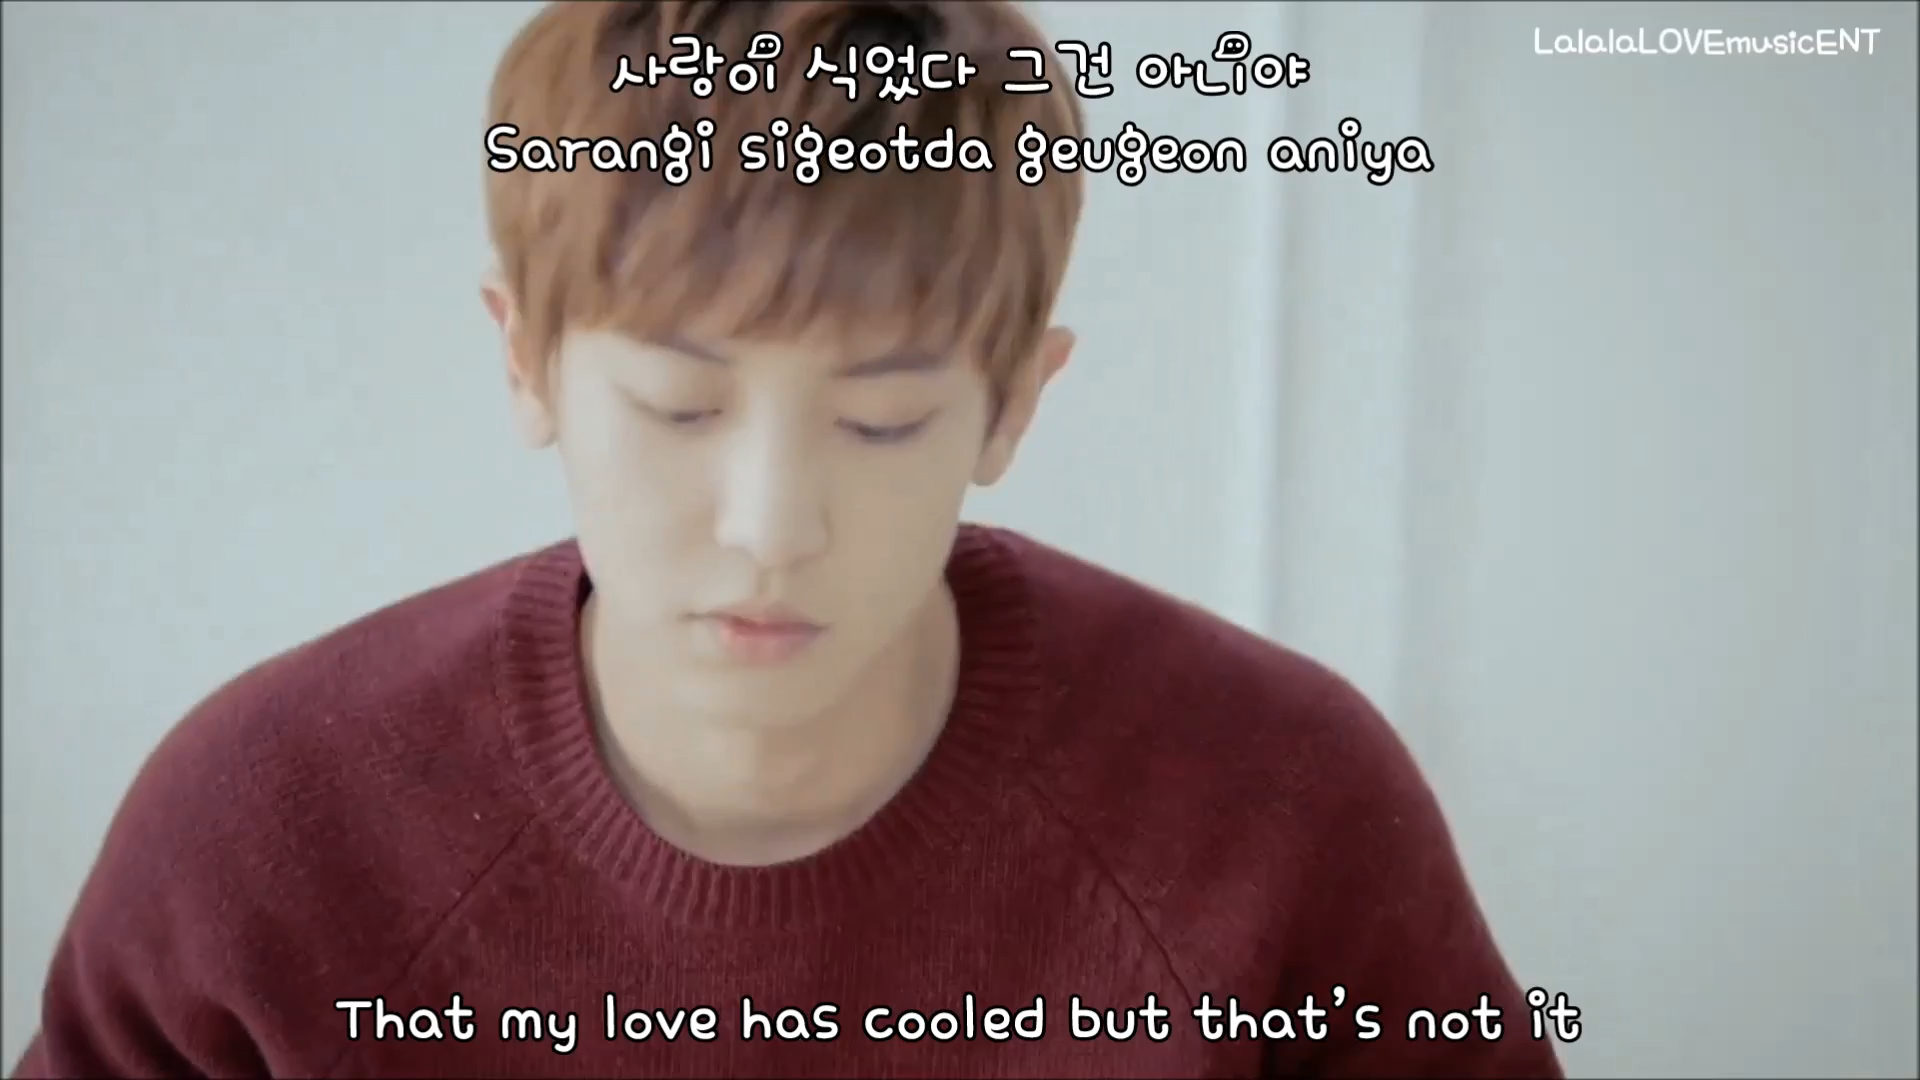 LalalaLOVEmusicENT
사랑이 식었다 그건 아니야
Sarangi sigeotda geugeon aniya
That my love has cooled but that's not it